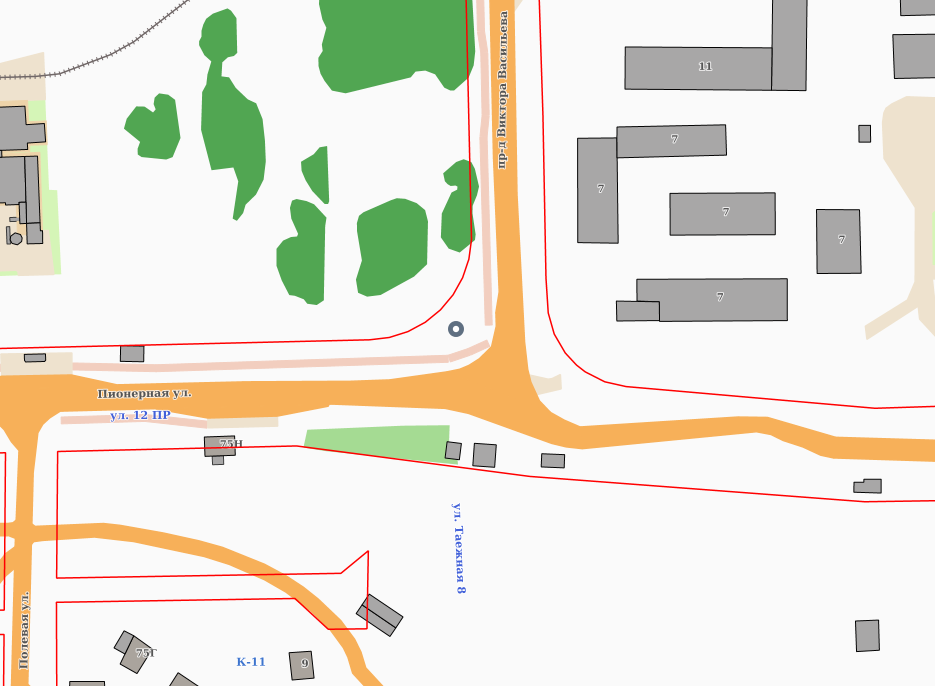 пр-д Виктора Васильева
11
7
7
7
7
7
Пионерная ул.
ул. 12 ПР
75Н
ул. Таежная 8
Полевая ул.
75Г
К-11
9